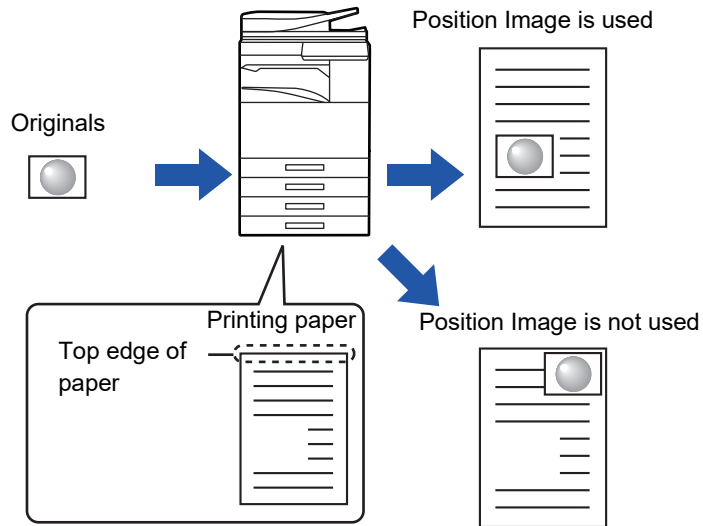 Position Image is used
Originals
Printing paper
Position Image is not used
Top edge of
paper